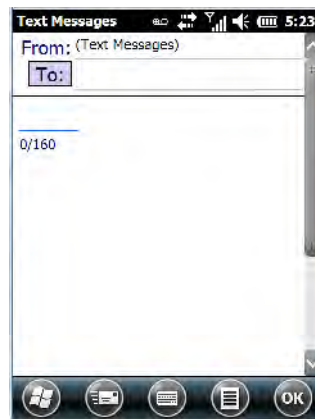 Text Messages 5:23
From: (Text Messages)
To:
0/160
OK